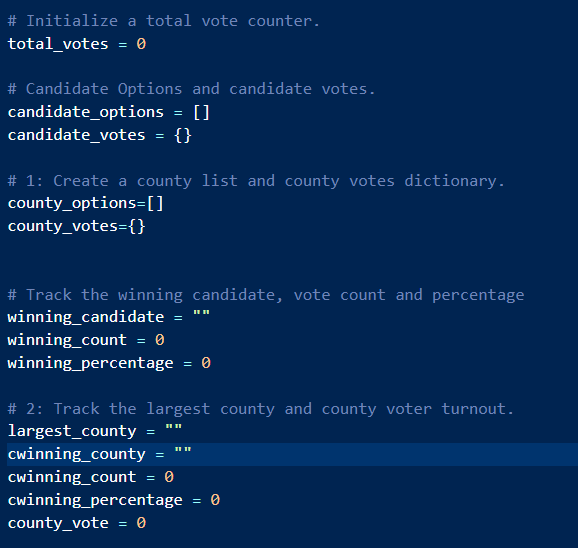 # Initialize a total vote counter.
total_votes = 0
# Candidate Options and candidate votes.
candidate_options = []
candidate_votes = {}
# 1: Create a county list and county votes dictionary.
county_options=[]
county_votes={}
# Track the winning candidate, vote count and percentage
winning_candidate = ""
winning_count = 0
winning_percentage = 0
# 2: Track the largest county and county voter turnout.
largest_county = ""
cwinning_county = ""
cwinning_count = 0
cwinning_percentage = 0
county_vote = 0